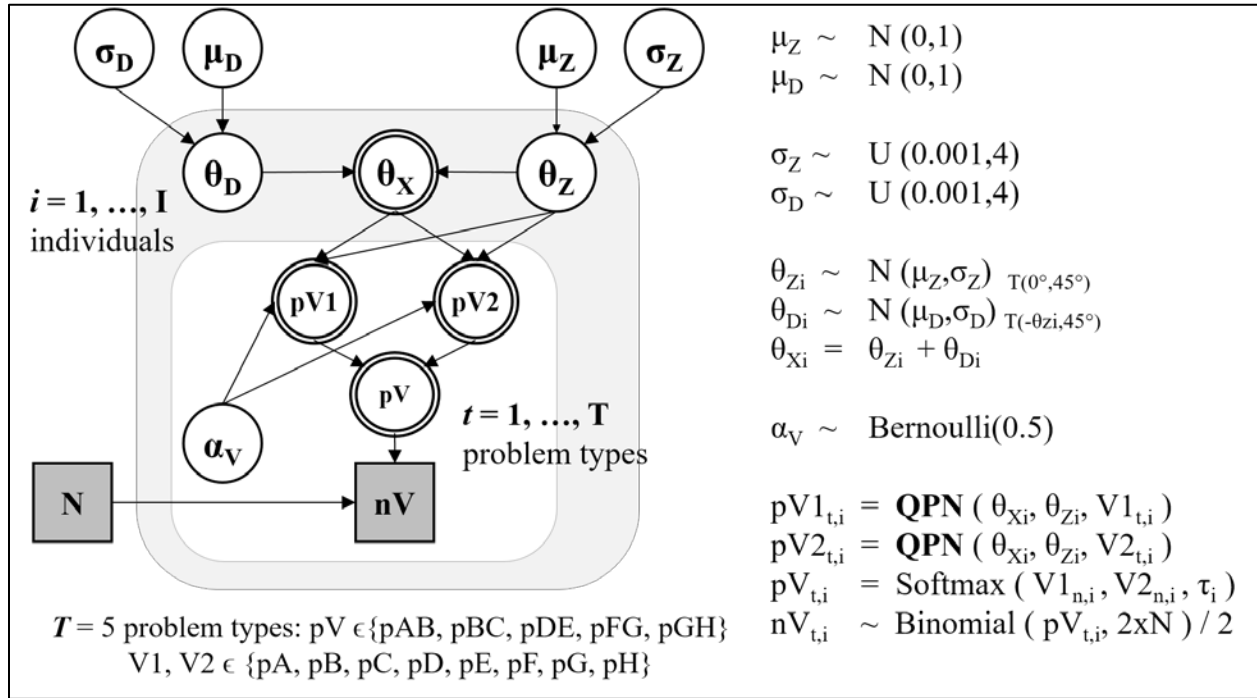 σD μD μZ σZ
θD θX θZ
i = 1, …, I
individuals
pV1 pV2
pV
t = 1, …, T
problem types
αV
N nV
T = 5 problem types: pV ϵ{pAB, pBC, pDE, pFG, pGH}
V1, V2 ϵ {pA, pB, pC, pD, pE, pF, pG, pH}
μZ ~ N (0,1)
μD ~ N (0,1)
σZ ~ U (0.001,4)
σD ~ U (0.001,4)
θZi ~ N (μZ,σZ) T(0°,45°)
θDi ~ N (μD,σD) T(-θzi,45°)
θXi = θZi + θDi
αV ~ Bernoulli(0.5)
pV1t,i = QPN ( θXi, θZi, V1t,i )
pV2t,i = QPN ( θXi, θZi, V2t,i )
pVt,i = Softmax ( V1n,i, V2n,i, τi )
nVt,i ~ Binomial ( pVt,i, 2xN ) / 2